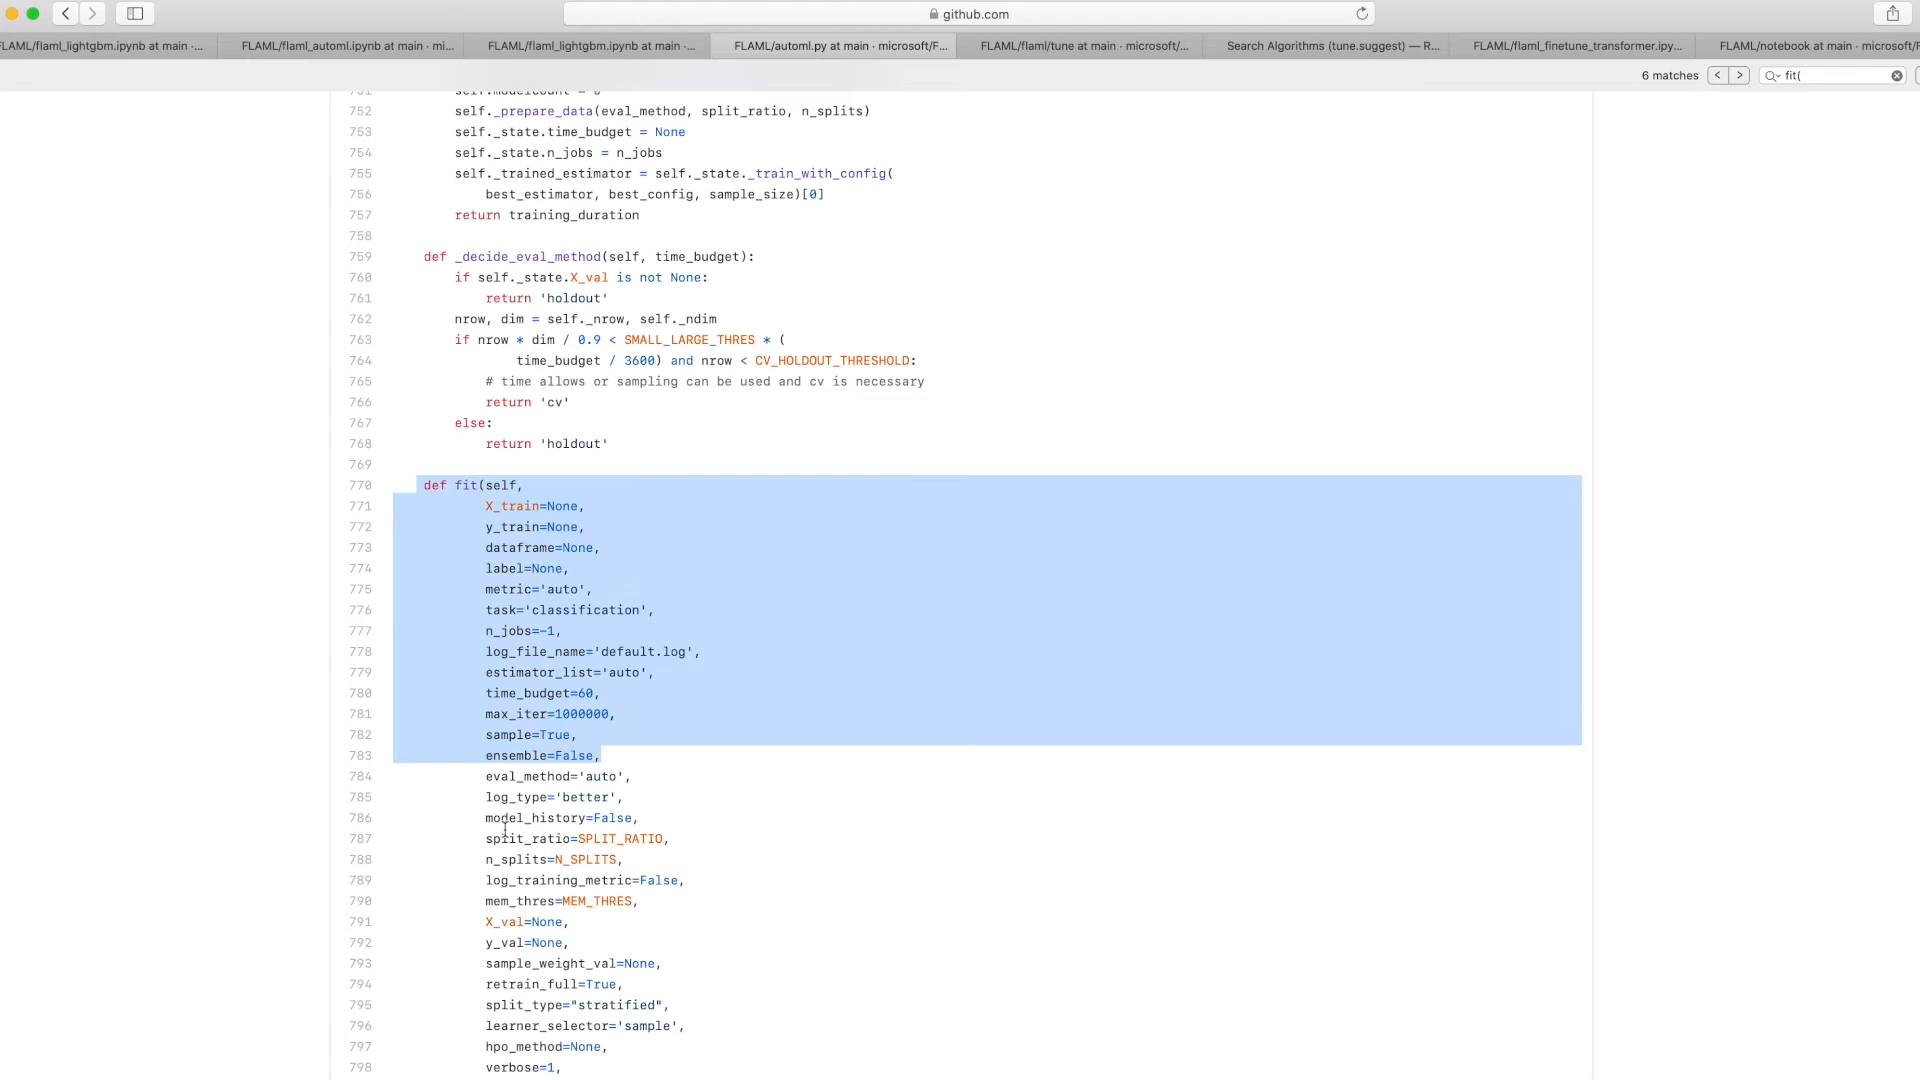 github.com
FLAML/flaml_lightgbm.ipynb at main ·...
FLAML/flaml_automl.ipynb at main · mi...
FLAML/flaml_lightgbm.ipynb at main ·...
FLAML/automl.py at main · microsoft/F...
FLAML/flaml/tune at main · microsoft/...
Search Algorithms (tune.suggest) — R...
FLAML/flaml_finetune_transformer.ipy...
FLAML/notebook at main · microsoft/F
6 matches
fit(
751 self.modelcount = 0
752 self._prepare_data(eval_method, split_ratio, n_splits)
753 self._state.time_budget = None
754 self._state.n_jobs = n_jobs
755 self._trained_estimator = self._state._train_with_config(
756 best_estimator, best_config, sample_size)[0]
757 return training_duration
758
759 def _decide_eval_method(self, time_budget):
760 if self._state.X_val is not None:
761 return 'holdout'
762 nrow, dim = self._nrow, self._ndim
763 if nrow * dim / 0.9 < SMALL_LARGE_THRES * (
764 time_budget / 3600) and nrow < CV_HOLDOUT_THRESHOLD:
765 # time allows or sampling can be used and cv is necessary
766 return 'cv'
767 else:
768 return 'holdout'
769
770 def fit(self,
771 X_train=None,
772 y_train=None,
773 dataframe=None,
774 label=None,
775 metric='auto',
776 task='classification',
777 n_jobs=-1,
778 log_file_name='default.log',
779 estimator_list='auto',
780 time_budget=60,
781 max_iter=1000000,
782 sample=True,
783 ensemble=False,
784 eval_method='auto',
785 log_type='better',
786 model_history=False,
787 split_ratio=SPLIT_RATIO,
788 n_splits=N_SPLITS,
789 log_training_metric=False,
790 mem_thres=MEM_THRES,
791 X_val=None,
792 y_val=None,
793 sample_weight_val=None,
794 retrain_full=True,
795 split_type="stratified",
796 learner_selector='sample',
797 hpo_method=None,
798 verbose=1,